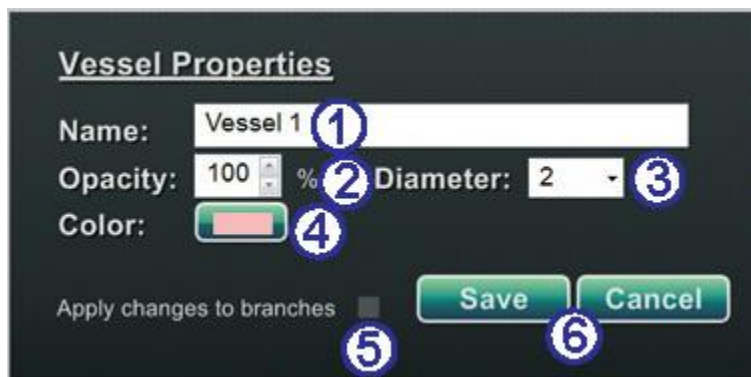 Vessel Properties
Name: Vessel 1 1
Opacity: 100 % 2 Diameter: 2 3
Color: 4
Apply changes to branches 5 Save 6 Cancel